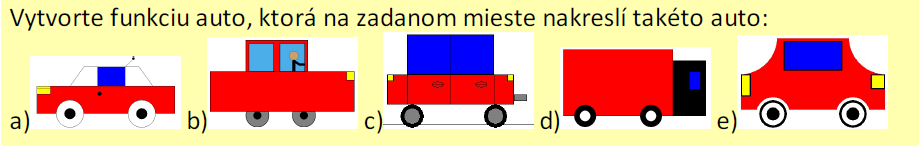 Vytvorte funkciu auto, ktorá na zadanom mieste nakreslí takéto auto:
a) b) c) d) e)